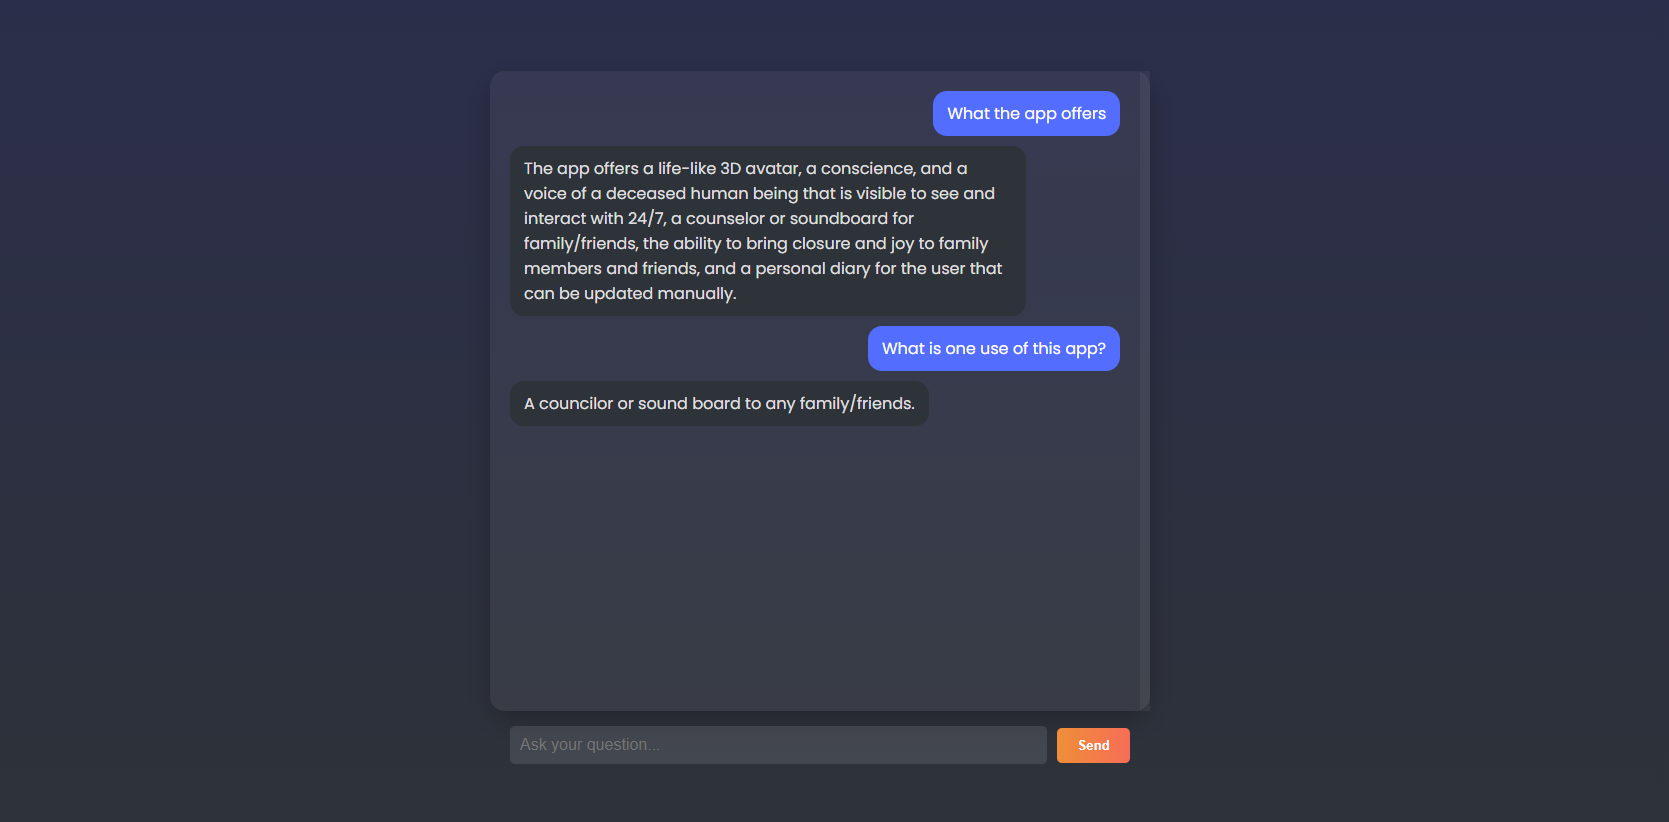 What the app offers
The app offers a life-like 3D avatar, a conscience, and a
voice of a deceased human being that is visible to see and
interact with 24/7, a counselor or soundboard for
family/friends, the ability to bring closure and joy to family
members and friends, and a personal diary for the user that
can be updated manually.
What is one use of this app?
A councilor or sound board to any family/friends.
Ask your question...
Send